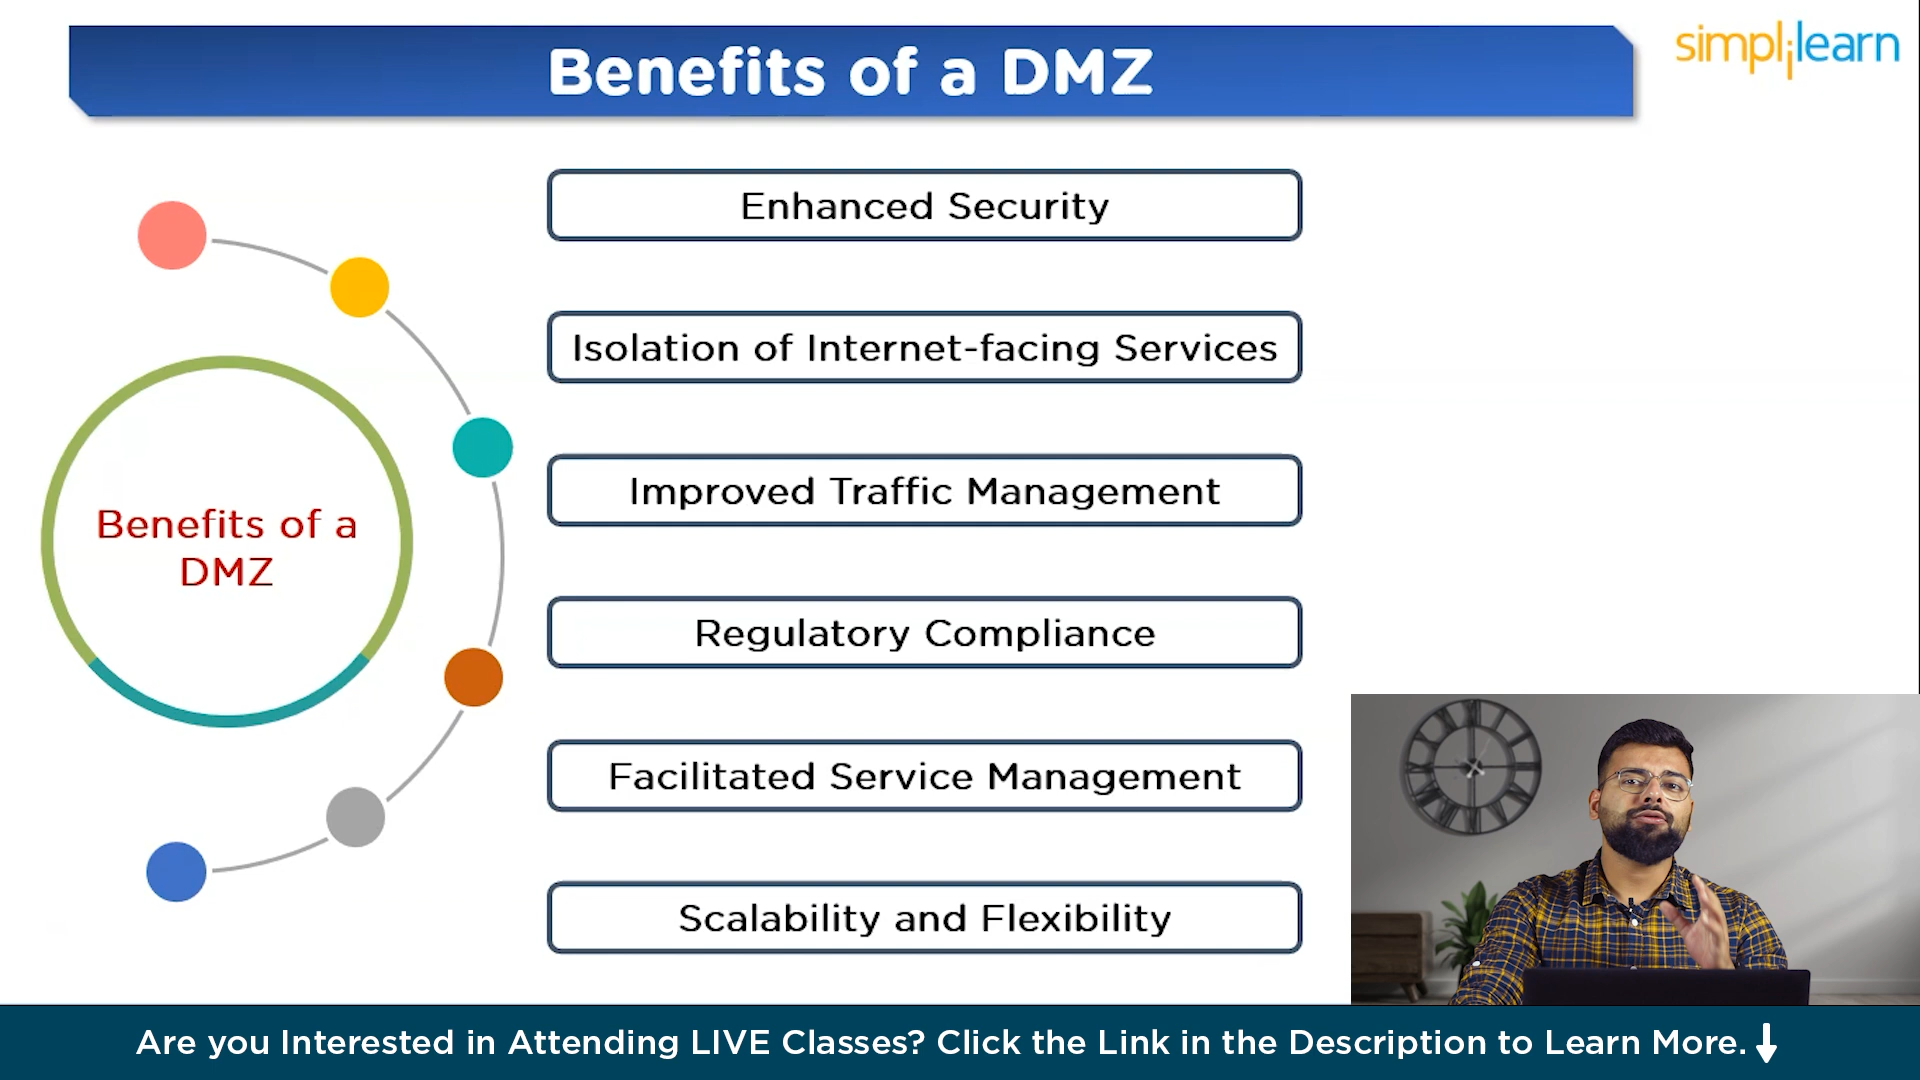 Benefits of a DMZ
simplilearn
Enhanced Security
Isolation of Internet-facing Services
Improved Traffic Management
Benefits of a
DMZ
Regulatory Compliance
Facilitated Service Management
Scalability and Flexibility
Are you Interested in Attending LIVE Classes? Click the Link in the Description to Learn More.